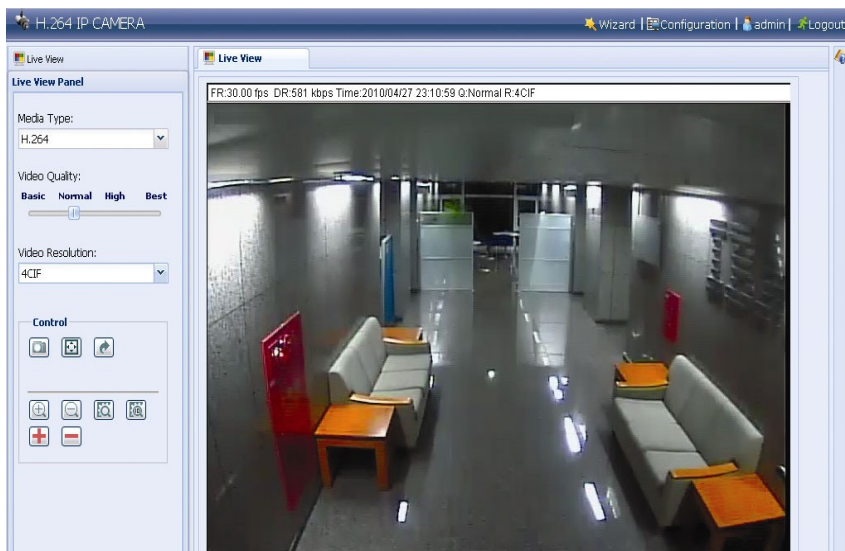 H.264 IP CAMERA
Wizard | Configuration | admin | Logout
Live View
Live View Panel
Media Type:
H.264
Video Quality:
Basic Normal High Best
Video Resolution:
4CIF
Control
Live View
FR:30.00 fps DR:581 kbps Time:2010/04/27 23:10:59 Q:Normal R:4CIF